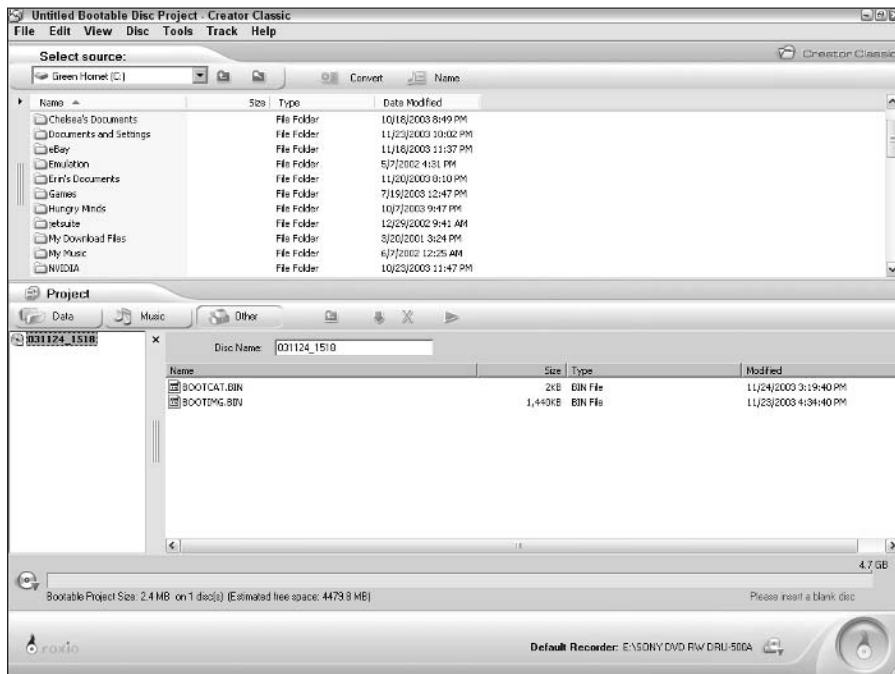 Untitled Bootable Disc Project - Creator Classic
File Edit View Disc Tools Track Help
Select source:
Creator Classic
Green Hornet (C:)
Convert Name
Name Size Type Date Modified
Chelsea's Documents File Folder 10/18/2003 8:49 PM
Documents and Settings File Folder 11/23/2003 10:02 PM
eBay File Folder 11/18/2003 11:37 PM
Emulation File Folder 5/7/2002 4:31 PM
Erin's Documents File Folder 11/20/2003 8:10 PM
Games File Folder 7/19/2003 12:47 PM
Hungry Minds File Folder 10/7/2003 9:47 PM
jetsuite File Folder 12/29/2002 9:41 AM
My Download Files File Folder 3/20/2001 3:24 PM
My Music File Folder 6/7/2002 12:25 AM
NVIDIA File Folder 10/23/2003 11:47 PM
Project
Data Music Other
031124_1518
Disc Name: 031124_1518
Name Size Type Modified
BOOTCAT.BIN 2KB BIN File 11/24/2003 3:19:40 PM
BOOTIMG.BIN 1,440KB BIN File 11/23/2003 4:34:40 PM
4.7 GB
Bootable Project Size: 2.4 MB on 1 disc(s) (Estimated free space: 4479.8 MB)
Please insert a blank disc
roxio
Default Recorder: E:\SONY DVD RW DRU-500A